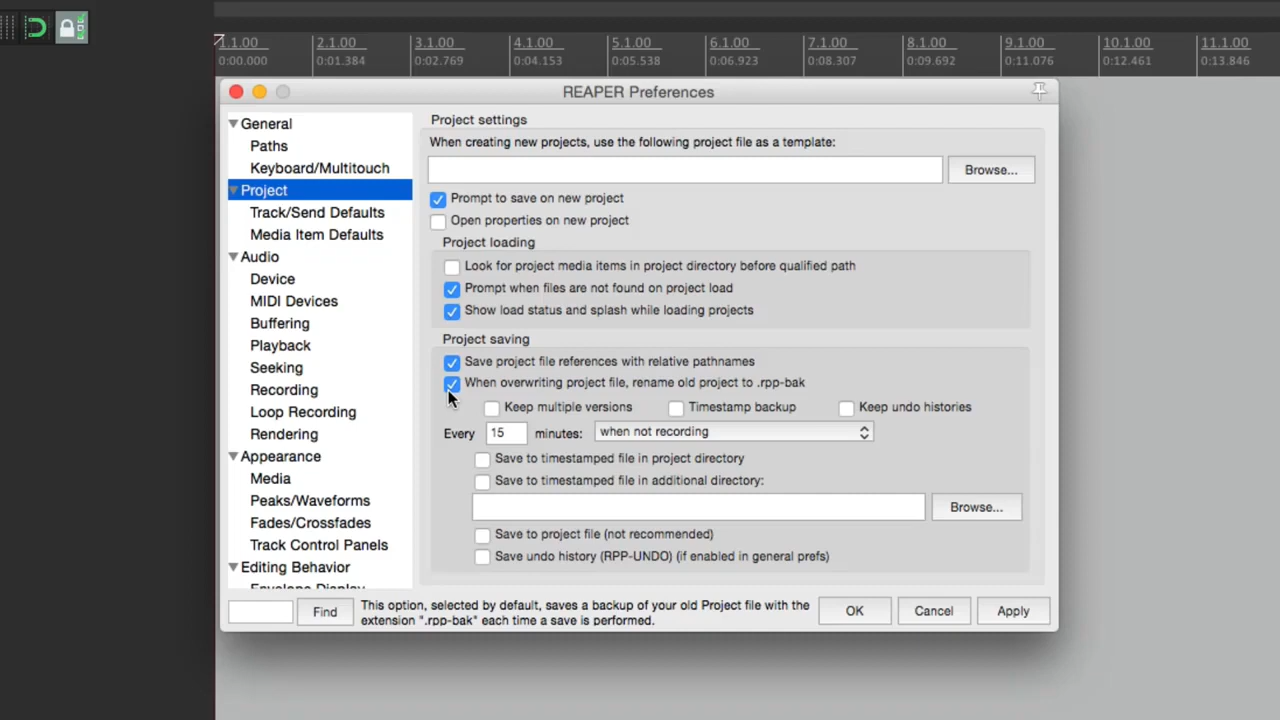 1.1.00 2.1.00 3.1.00 4.1.00 5.1.00 6.1.00 7.1.00 8.1.00 9.1.00 10.1.00 11.1.00
0:00.000 0:01.384 0:02.769 0:04.153 0:05.538 0:06.923 0:08.307 0:09.692 0:11.076 0:12.461 0:13.846
REAPER Preferences
General
Paths
Keyboard/Multitouch
Project
Track/Send Defaults
Media Item Defaults
Audio
Device
MIDI Devices
Buffering
Playback
Seeking
Recording
Loop Recording
Rendering
Appearance
Media
Peaks/Waveforms
Fades/Crossfades
Track Control Panels
Editing Behavior
Envelope Display
Project settings
When creating new projects, use the following project file as a template:
Browse...
Prompt to save on new project
Open properties on new project
Project loading
Look for project media items in project directory before qualified path
Prompt when files are not found on project load
Show load status and splash while loading projects
Project saving
Save project file references with relative pathnames
When overwriting project file, rename old project to .rpp-bak
Keep multiple versions Timestamp backup Keep undo histories
Every 15 minutes: when not recording
Save to timestamped file in project directory
Save to timestamped file in additional directory:
Browse...
Save to project file (not recommended)
Save undo history (RPP-UNDO) (if enabled in general prefs)
Find
This option, selected by default, saves a backup of your old Project file with the
extension ".rpp-bak" each time a save is performed.
OK Cancel Apply